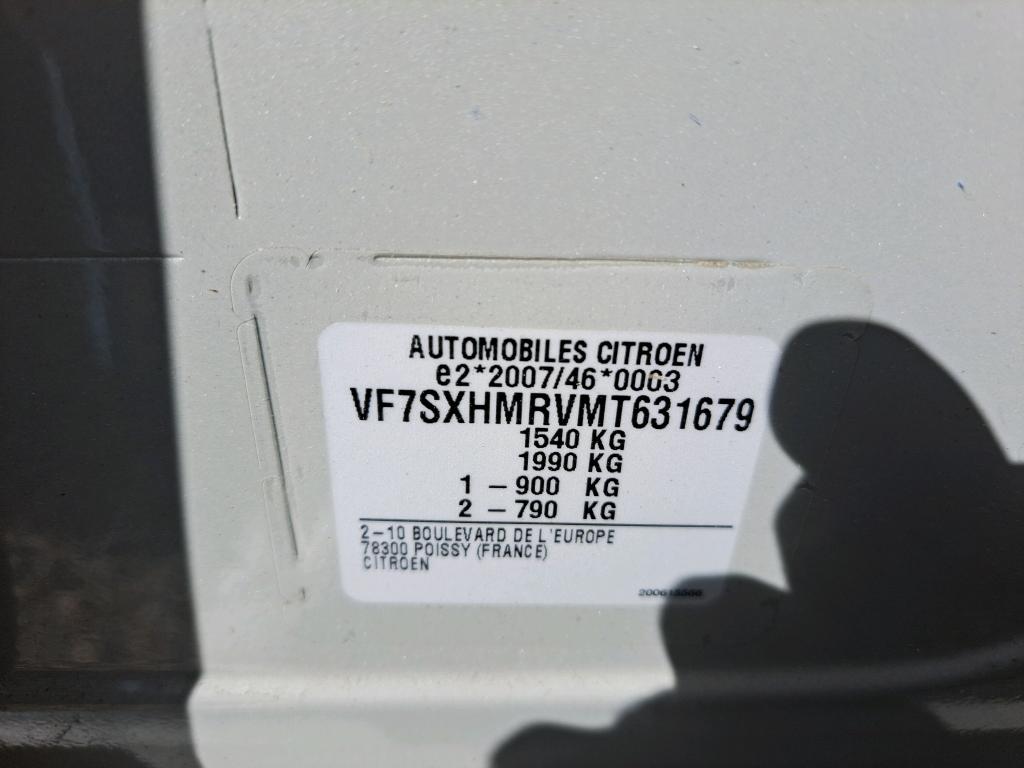 AUTOMOBILES CITROEN
e2*2007/46*0003
VF7SXHMRVMT631679
1540 KG
1990 KG
1 – 900 KG
2 – 790 KG
2–10 BOULEVARD DE L'EUROPE
78300 POISSY (FRANCE)
CITROEN